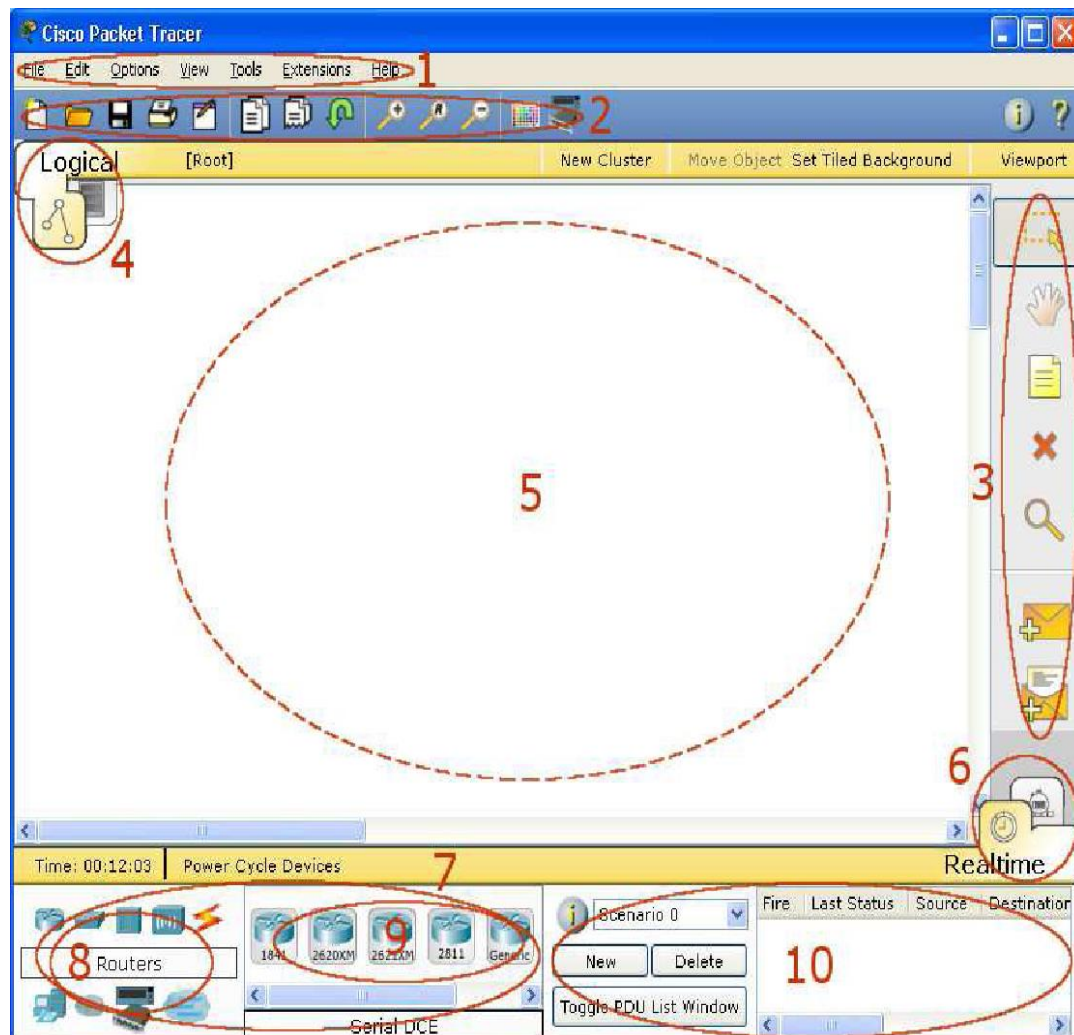 Cisco Packet Tracer
File Edit Options View Tools Extensions Help 1
2
Logical [Root] New Cluster Move Object Set Tiled Background Viewport
4
3
5
6
Time: 00:12:03 Power Cycle Devices 7 Realtime
Scenario 0 Fire Last Status Source Destination
8 Routers 1841 2620XM 2621XM 2811 Generic 9 New Delete 10
Toggle PDU List Window
Serial DCE